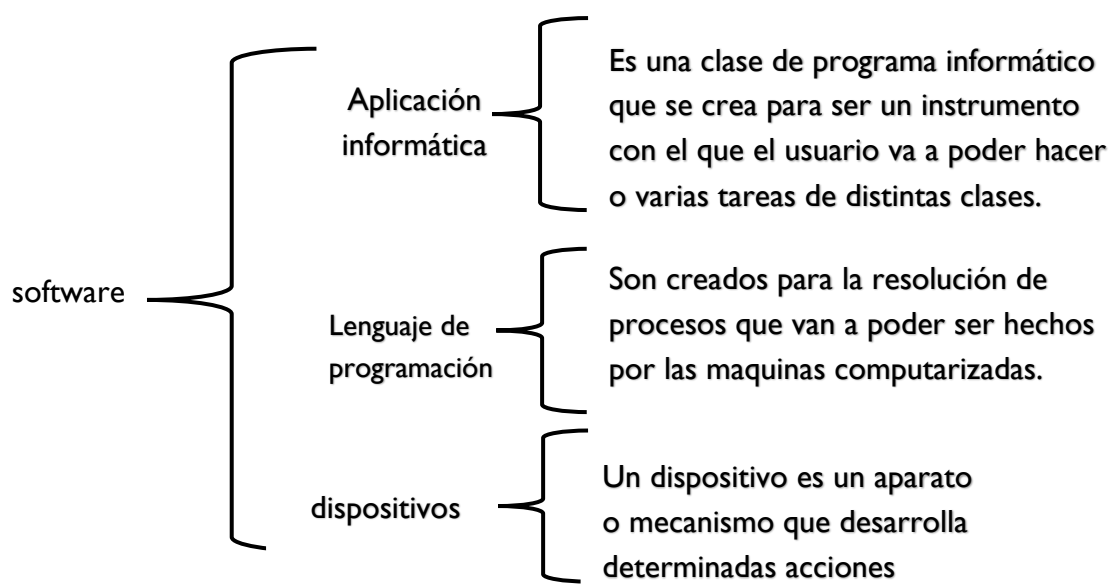 software
Aplicación
informática
Es una clase de programa informático
que se crea para ser un instrumento
con el que el usuario va a poder hacer
o varias tareas de distintas clases.
Lenguaje de
programación
Son creados para la resolución de
procesos que van a poder ser hechos
por las maquinas computarizadas.
dispositivos
Un dispositivo es un aparato
o mecanismo que desarrolla
determinadas acciones